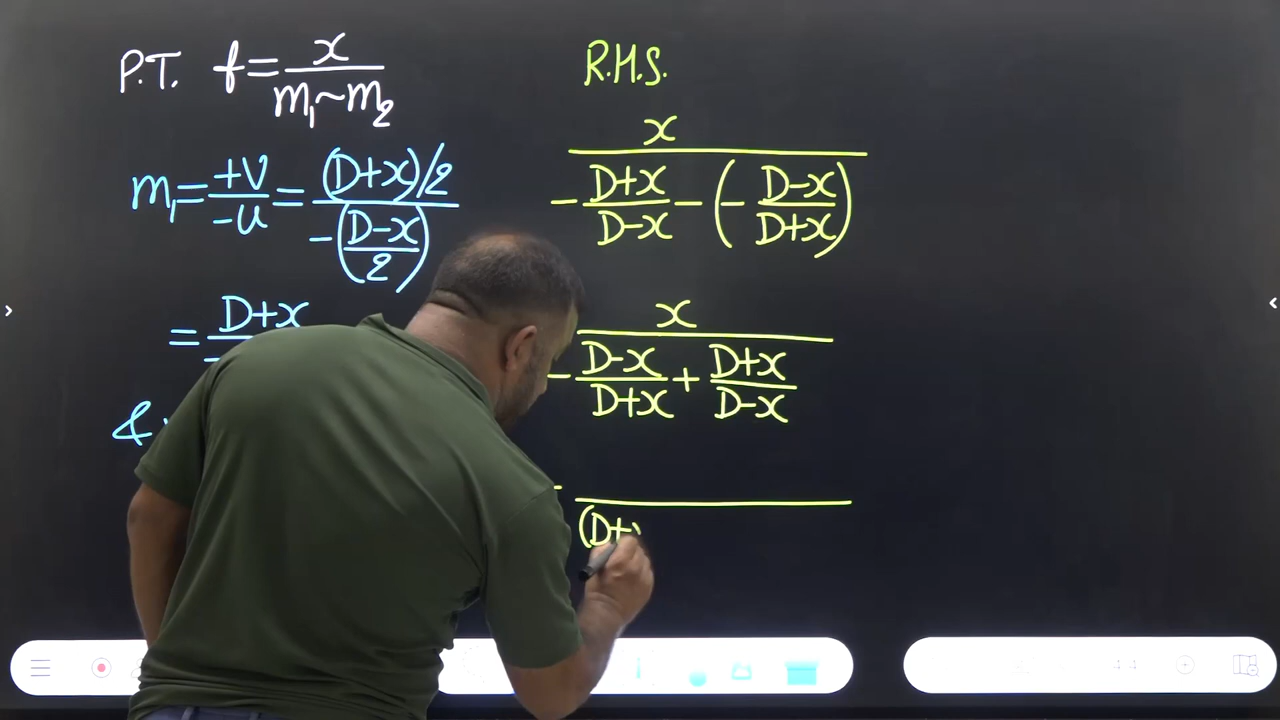 P.T. f = x / (m₁ ~ m₂)
m₁ = +v / -u = (D+x)/2 / -((D-x)/2)
= D+x
&
R.H.S.
x / (-(D+x)/(D-x) - (-(D-x)/(D+x)))
x / (-(D-x)/(D+x) + (D+x)/(D-x))
(D+